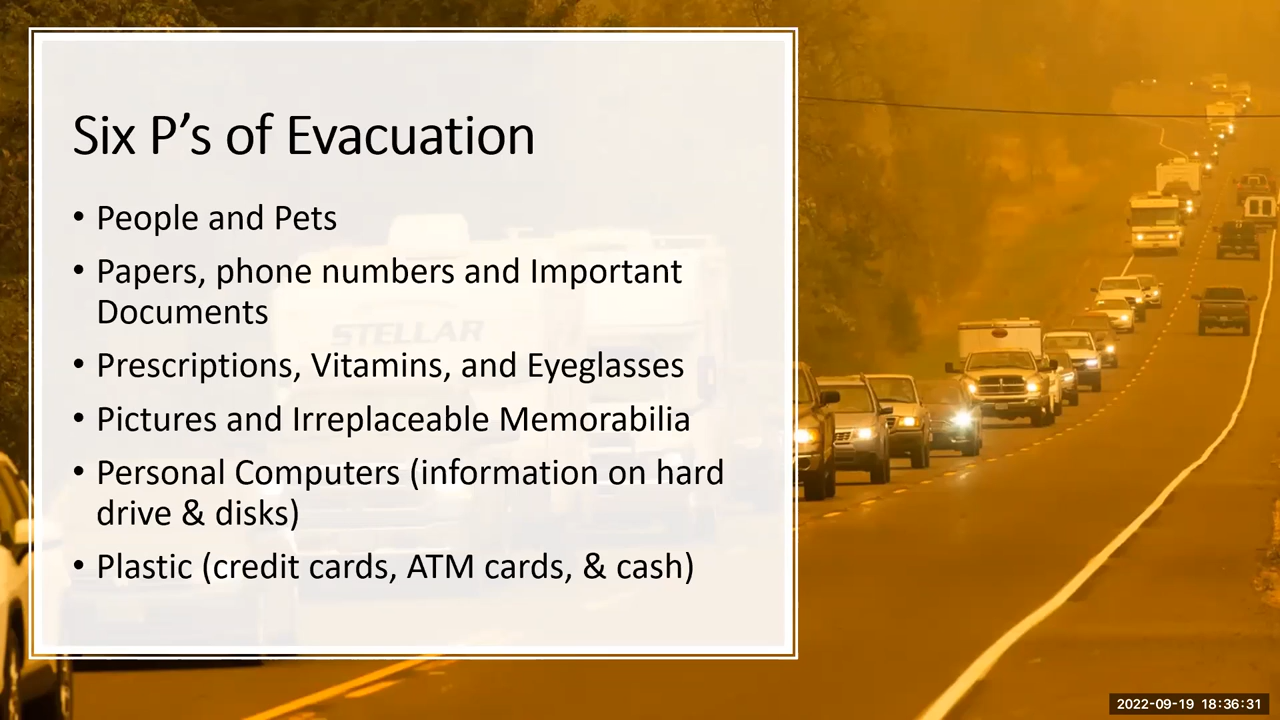 Six P’s of Evacuation
• People and Pets
• Papers, phone numbers and Important
Documents
• Prescriptions, Vitamins, and Eyeglasses
• Pictures and Irreplaceable Memorabilia
• Personal Computers (information on hard
drive & disks)
• Plastic (credit cards, ATM cards, & cash)
STELLAR
2022-09-19 18:36:31